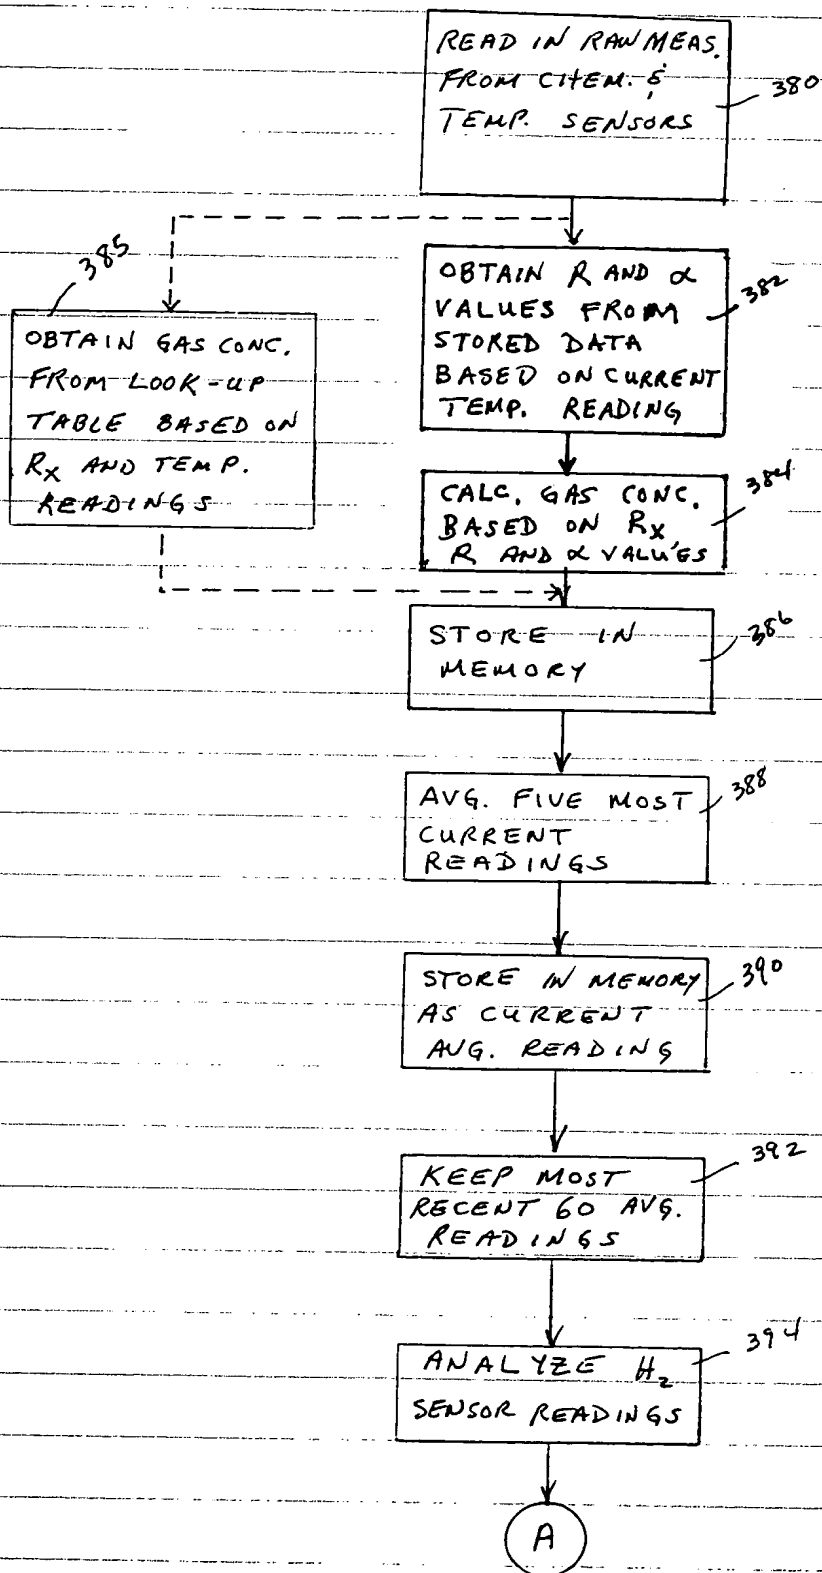 READ IN RAW MEAS.
FROM CHEM. &
TEMP. SENSORS
380
385
OBTAIN GAS CONC.
FROM LOOK-UP
TABLE BASED ON
Rx AND TEMP.
READINGS
OBTAIN R AND α
VALUES FROM
STORED DATA
BASED ON CURRENT
TEMP. READING
382
CALC. GAS CONC.
BASED ON Rx
R AND α VALUES
384
STORE IN
MEMORY
386
AVG. FIVE MOST
CURRENT
READINGS
388
STORE IN MEMORY
AS CURRENT
AVG. READING
390
KEEP MOST
RECENT 60 AVG.
READINGS
392
ANALYZE H₂
SENSOR READINGS
394
A